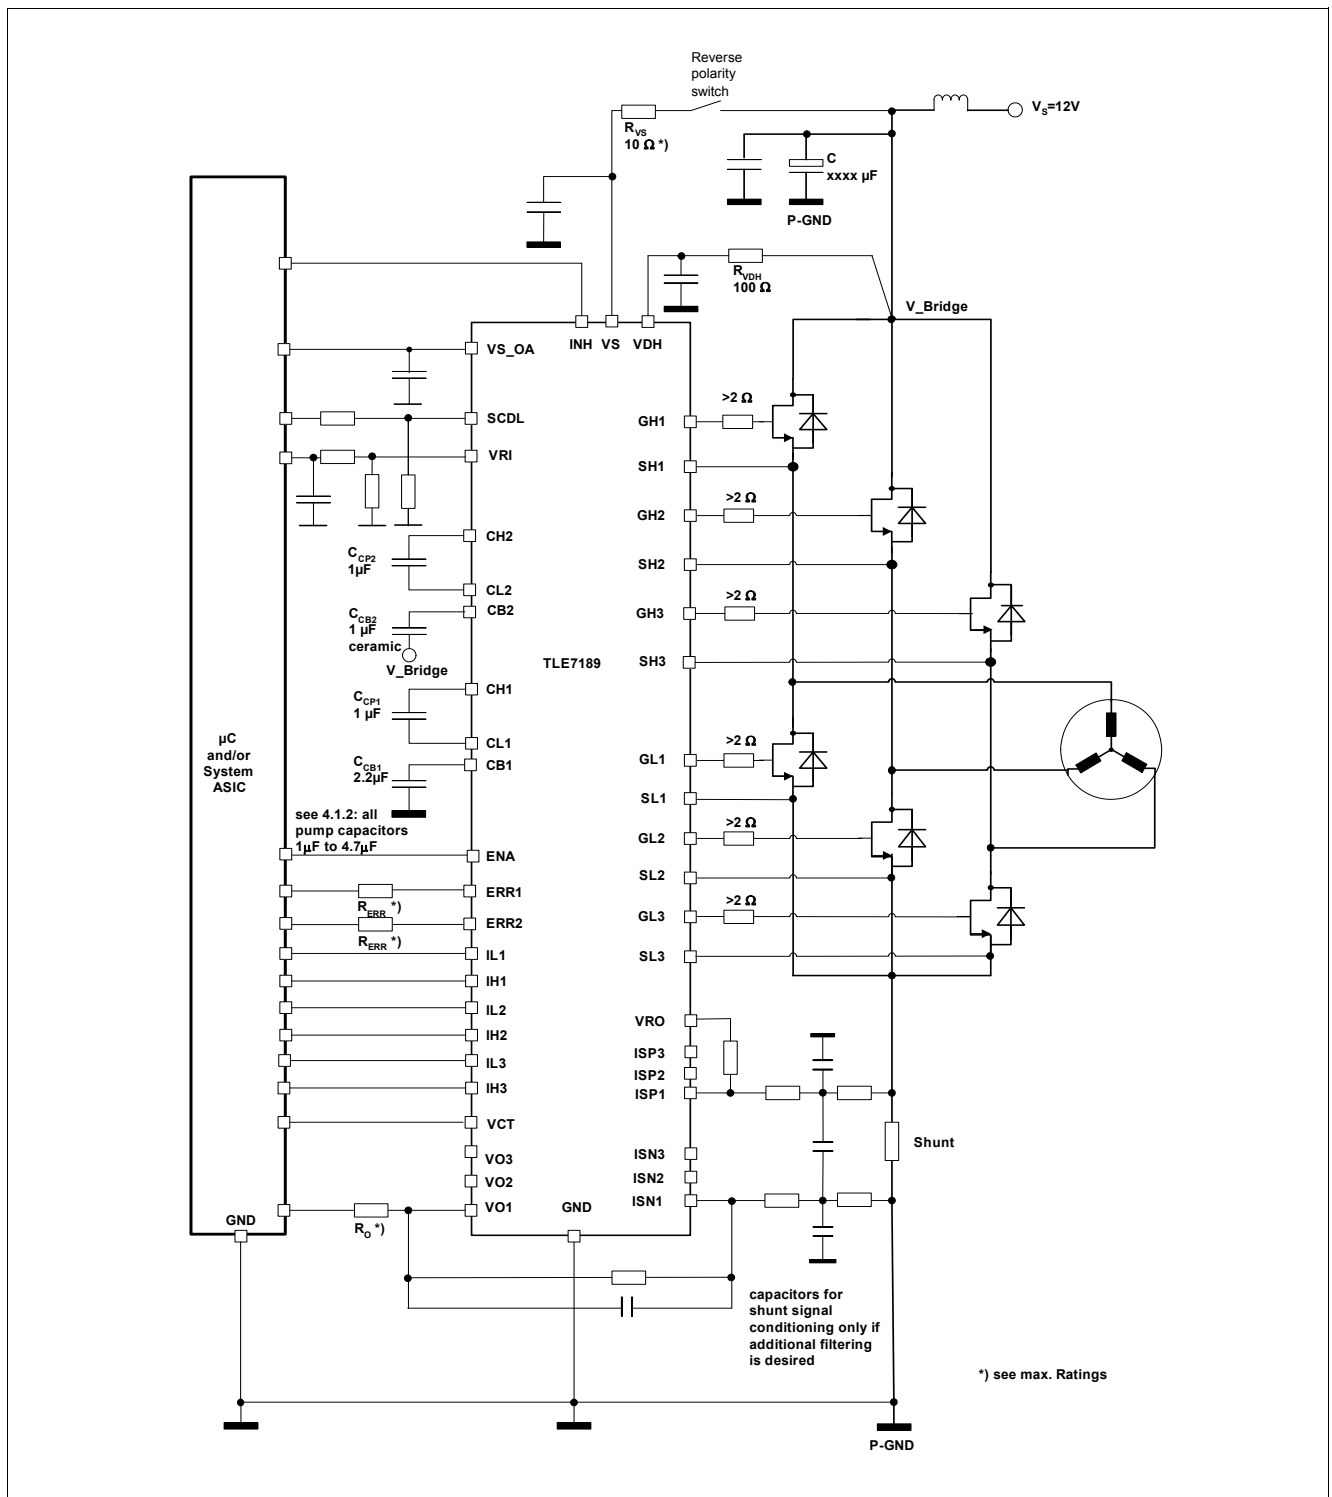 Reverse
polarity
switch
V_S=12V
R_VS
10 Ω *)
C
xxxx µF
P-GND
R_VDH
100 Ω
V_Bridge
INH VS VDH
VS_OA
SCDL
VRI
CH2
C_CP2
1µF
CL2
CB2
C_CB2
1 µF
ceramic
V_Bridge
CH1
C_CP1
1 µF
CL1
CB1
C_CB1
2.2µF
see 4.1.2: all
pump capacitors
1µF to 4.7µF
µC
and/or
System
ASIC
TLE7189
GH1
>2 Ω
SH1
GH2
>2 Ω
SH2
GH3
>2 Ω
SH3
GL1
>2 Ω
SL1
GL2
>2 Ω
SL2
GL3
>2 Ω
SL3
ENA
ERR1
R_ERR *)
ERR2
R_ERR *)
IL1
IH1
IL2
IH2
IL3
IH3
VCT
VO3
VO2
VO1
R_O *)
GND
GND
VRO
ISP3
ISP2
ISP1
Shunt
ISN3
ISN2
ISN1
capacitors for
shunt signal
conditioning only if
additional filtering
is desired
*) see max. Ratings
P-GND